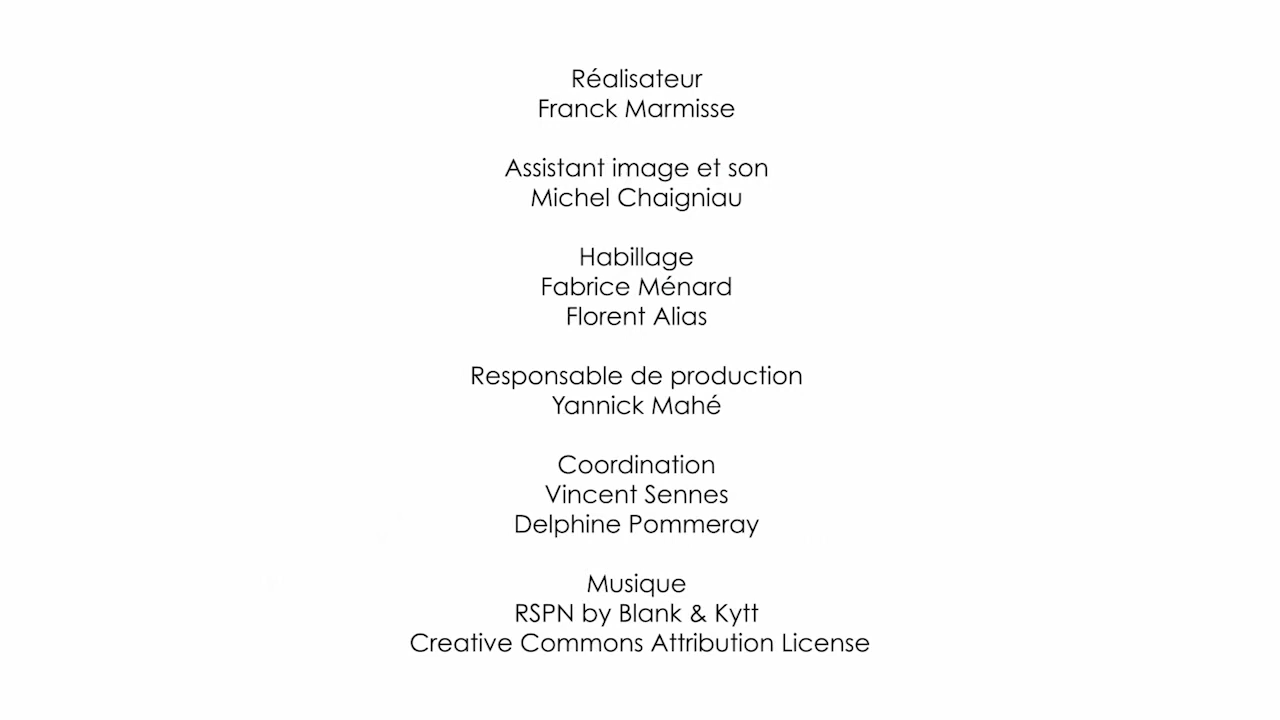 Réalisateur
Franck Marmisse
Assistant image et son
Michel Chaigniau
Habillage
Fabrice Ménard
Florent Alias
Responsable de production
Yannick Mahé
Coordination
Vincent Sennes
Delphine Pommeray
Musique
RSPN by Blank & Kytt
Creative Commons Attribution License